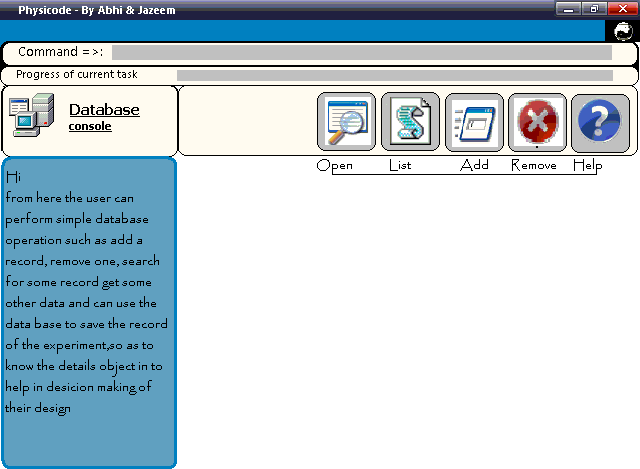 Physicode - By Abhi & Jazeem
Command =>:
Progress of current task
Database
console
Open List Add Remove Help
Hi
from here the user can
perform simple database
operation such as add a
record, remove one, search
for some record get some
other data and can use the
data base to save the record
of the experiment,so as to
know the details object in to
help in desicion making of
their design